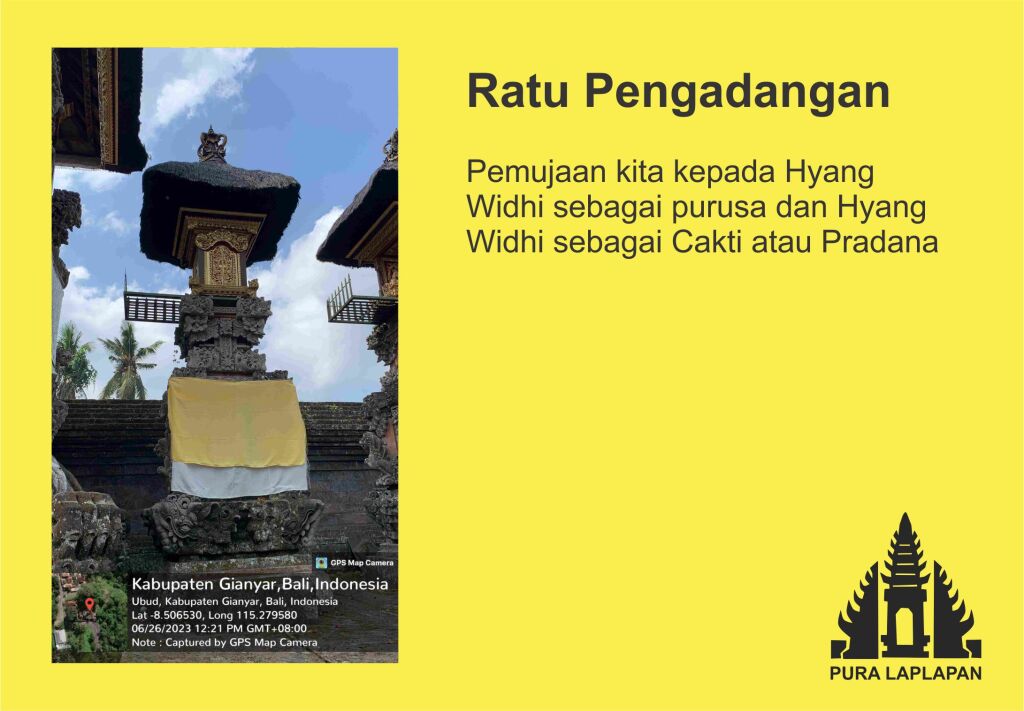 Ratu Pengadangan
Pemujaan kita kepada Hyang
Widhi sebagai purusa dan Hyang
Widhi sebagai Cakti atau Pradana
GPS Map Camera
Kabupaten Gianyar,Bali,Indonesia
Ubud, Kabupaten Gianyar, Bali, Indonesia
Lat -8.506530, Long 115.279580
06/26/2023 12:21 PM GMT+08:00
Note : Captured by GPS Map Camera
PURA LAPLAPAN